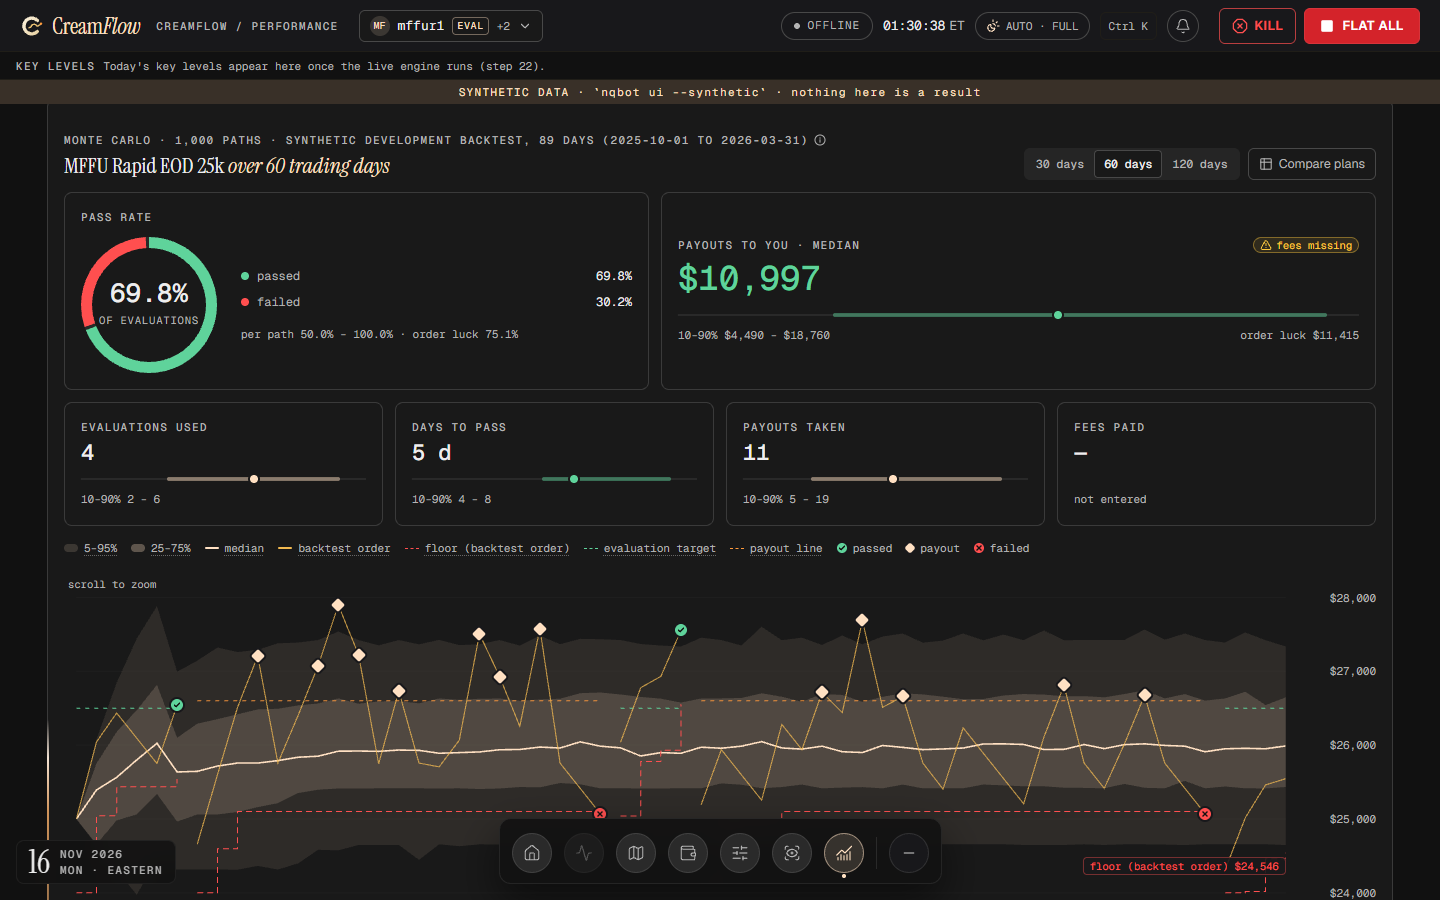 CreamFlow CREAMFLOW / PERFORMANCE MF mffur1 EVAL +2 OFFLINE 01:30:38 ET AUTO · FULL Ctrl K KILL FLAT ALL
KEY LEVELS Today's key levels appear here once the live engine runs (step 22).
SYNTHETIC DATA · `nqbot ui --synthetic` · nothing here is a result
MONTE CARLO · 1,000 PATHS · SYNTHETIC DEVELOPMENT BACKTEST, 89 DAYS (2025-10-01 TO 2026-03-31)
MFFU Rapid EOD 25k over 60 trading days
30 days 60 days 120 days Compare plans
PASS RATE
69.8%
OF EVALUATIONS
passed 69.8%
failed 30.2%
per path 50.0% – 100.0% · order luck 75.1%
PAYOUTS TO YOU · MEDIAN
fees missing
$10,997
10–90% $4,490 – $18,760
order luck $11,415
EVALUATIONS USED
4
10–90% 2 – 6
DAYS TO PASS
5 d
10–90% 4 – 8
PAYOUTS TAKEN
11
10–90% 5 – 19
FEES PAID
—
not entered
5–95% 25–75% median backtest order floor (backtest order) evaluation target payout line passed payout failed
scroll to zoom
$28,000
$27,000
$26,000
$25,000
floor (backtest order) $24,546
$24,000
16 NOV 2026
MON · EASTERN